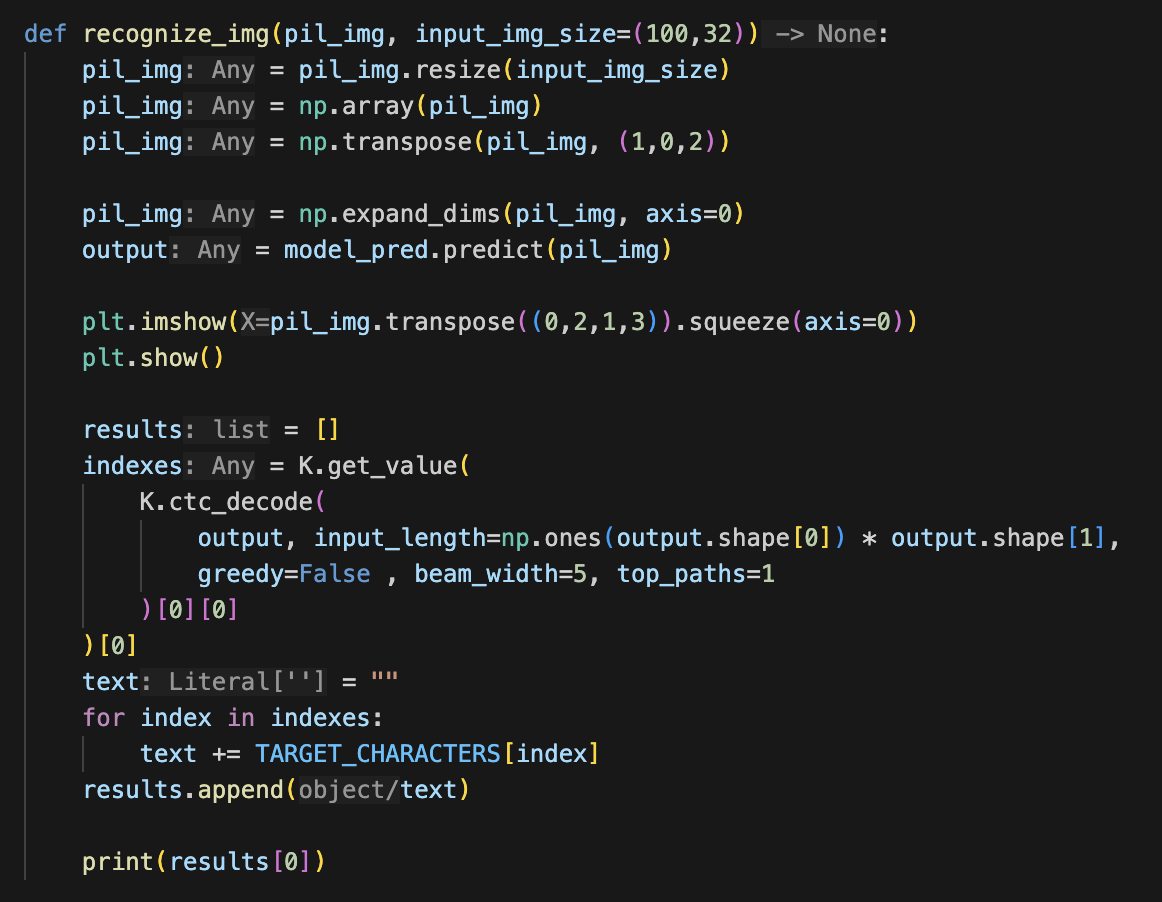 def recognize_img(pil_img, input_img_size=(100,32)) -> None:
    pil_img: Any = pil_img.resize(input_img_size)
    pil_img: Any = np.array(pil_img)
    pil_img: Any = np.transpose(pil_img, (1,0,2))

    pil_img: Any = np.expand_dims(pil_img, axis=0)
    output: Any = model_pred.predict(pil_img)

    plt.imshow(X=pil_img.transpose((0,2,1,3)).squeeze(axis=0))
    plt.show()

    results: list = []
    indexes: Any = K.get_value(
        K.ctc_decode(
            output, input_length=np.ones(output.shape[0]) * output.shape[1],
            greedy=False , beam_width=5, top_paths=1
        )[0][0]
    )[0]
    text: Literal[''] = ""
    for index in indexes:
        text += TARGET_CHARACTERS[index]
    results.append(object/text)

    print(results[0])